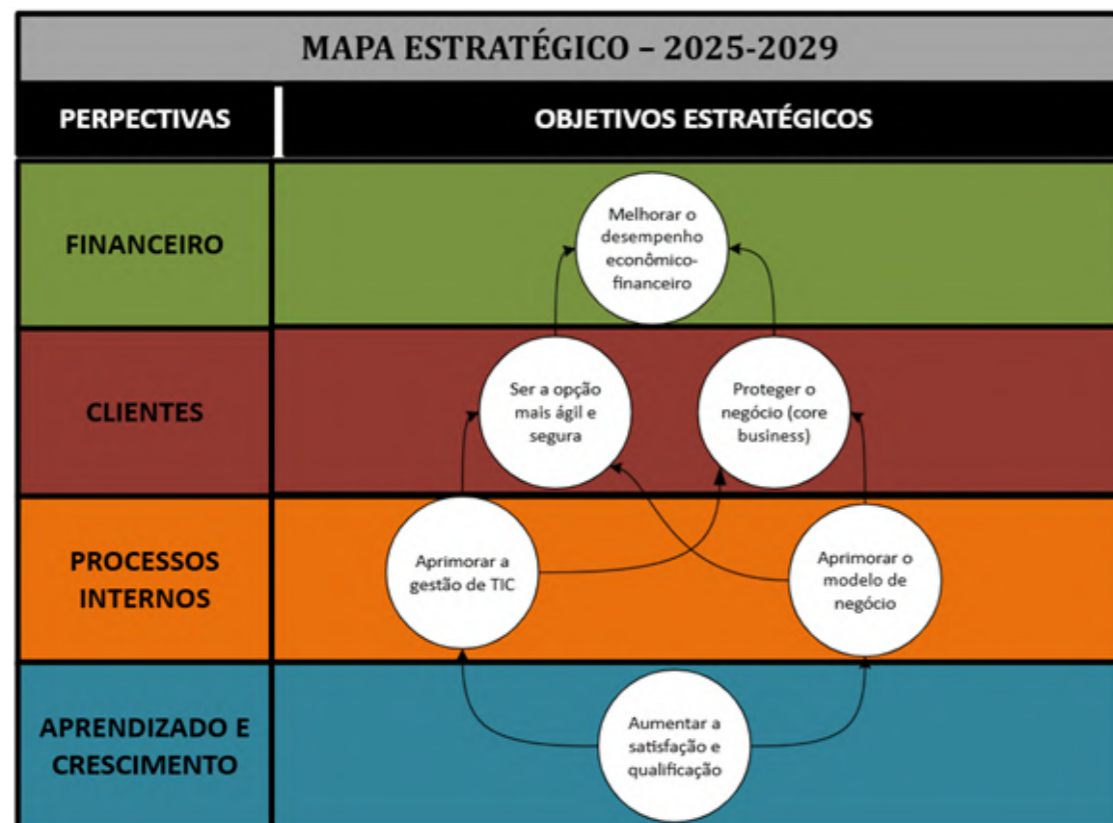 MAPA ESTRATÉGICO – 2025-2029
PERPECTIVAS
OBJETIVOS ESTRATÉGICOS
FINANCEIRO
Melhorar o
desempenho
econômico-
financeiro
CLIENTES
Ser a opção
mais ágil e
segura
Proteger o
negócio (core
business)
PROCESSOS
INTERNOS
Aprimorar a
gestão de TIC
Aprimorar o
modelo de
negócio
APRENDIZADO E
CRESCIMENTO
Aumentar a
satisfação e
qualificação